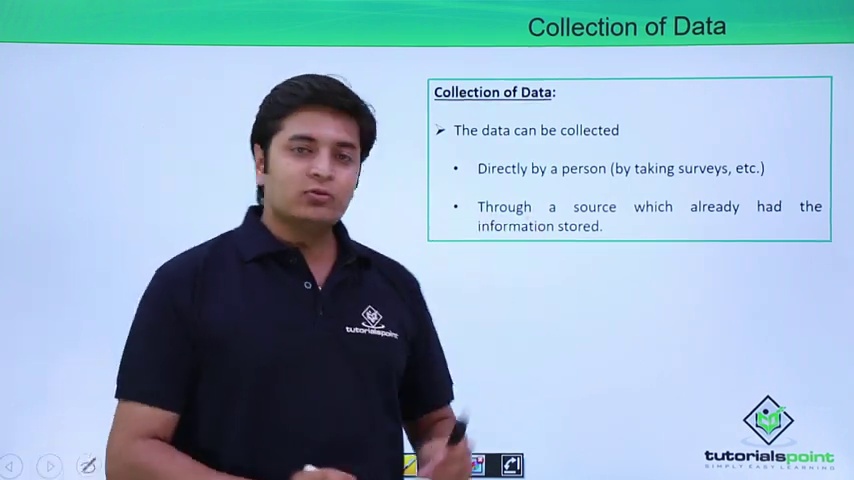 Collection of Data
Collection of Data:
➢ The data can be collected
• Directly by a person (by taking surveys, etc.)
• Through a source which already had the
information stored.
tutorialspoint
tutorialspoint
SIMPLY EASY LEARNING